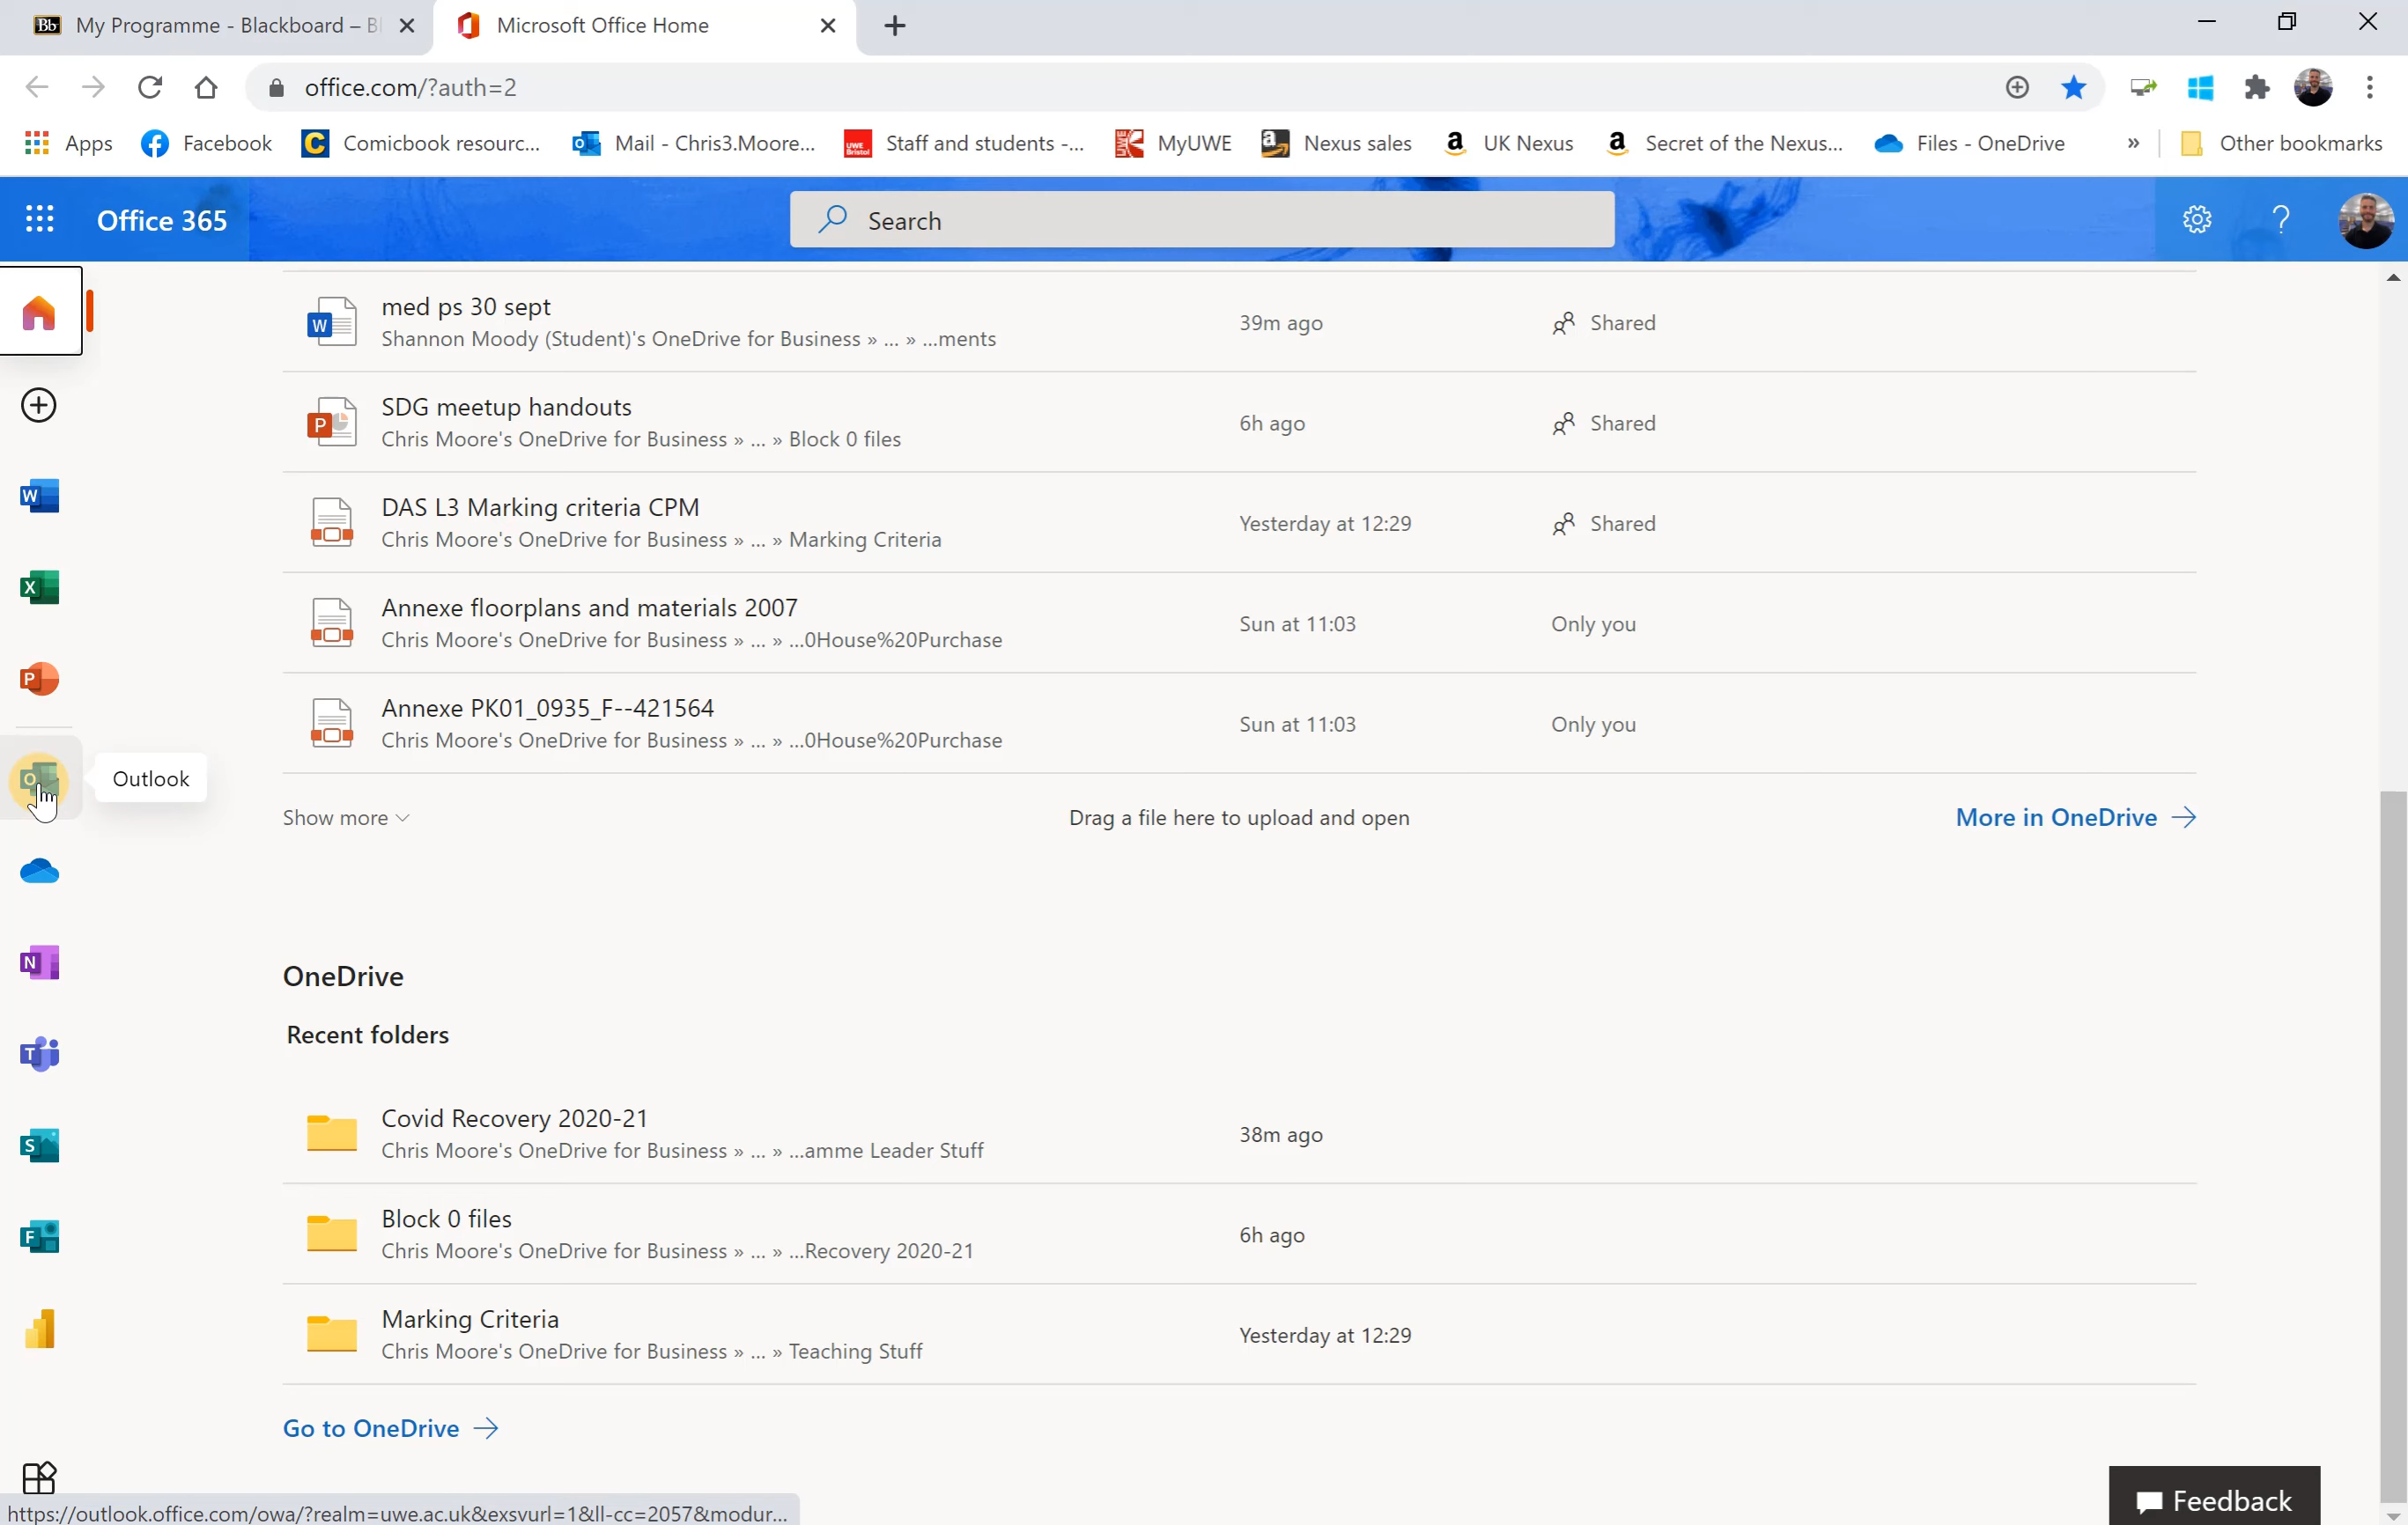 Bb My Programme - Blackboard – Bl
Microsoft Office Home
office.com/?auth=2
Apps
Facebook
C Comicbook resourc...
Mail - Chris3.Moore...
UWE Bristol Staff and students -...
MyUWE
a Nexus sales
a UK Nexus
a Secret of the Nexus...
Files - OneDrive
»
Other bookmarks
Office 365
Search
?
W med ps 30 sept
Shannon Moody (Student)'s OneDrive for Business » ... » ...ments
39m ago
Shared
P SDG meetup handouts
Chris Moore's OneDrive for Business » ... » Block 0 files
6h ago
Shared
W
DAS L3 Marking criteria CPM
Chris Moore's OneDrive for Business » ... » Marking Criteria
Yesterday at 12:29
Shared
X
Annexe floorplans and materials 2007
Chris Moore's OneDrive for Business » ... » ...0House%20Purchase
Sun at 11:03
Only you
P
Annexe PK01_0935_F--421564
Chris Moore's OneDrive for Business » ... » ...0House%20Purchase
Sun at 11:03
Only you
O Outlook
Show more
Drag a file here to upload and open
More in OneDrive
N
OneDrive
Recent folders
T
Covid Recovery 2020-21
Chris Moore's OneDrive for Business » ... » ...amme Leader Stuff
38m ago
S
Block 0 files
Chris Moore's OneDrive for Business » ... » ...Recovery 2020-21
6h ago
F
Marking Criteria
Chris Moore's OneDrive for Business » ... » Teaching Stuff
Yesterday at 12:29
Go to OneDrive
Feedback
https://outlook.office.com/owa/?realm=uwe.ac.uk&exsvurl=1&ll-cc=2057&modur...